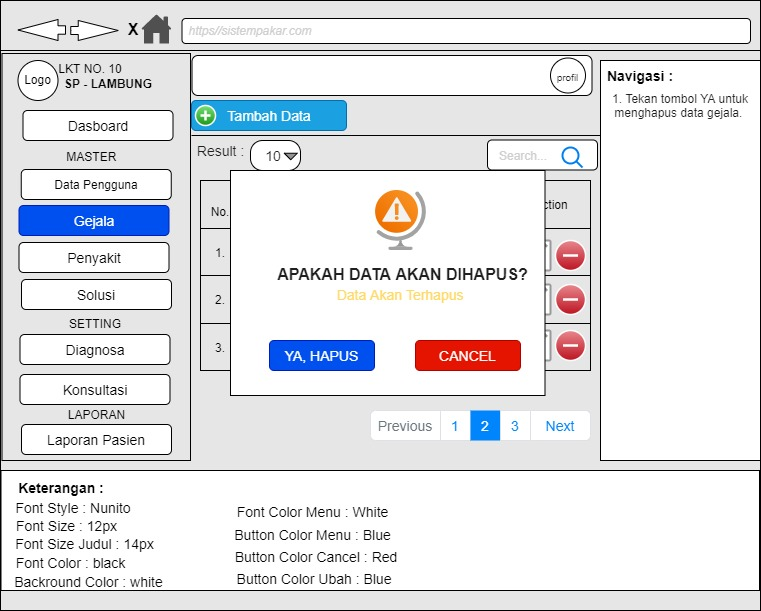 X
https//sistempakar.com
Logo
LKT NO. 10
SP - LAMBUNG
Dasboard
MASTER
Data Pengguna
Gejala
Penyakit
Solusi
SETTING
Diagnosa
Konsultasi
LAPORAN
Laporan Pasien
profil
Tambah Data
Result :
10
Search...
No.
ction
1.
2.
3.
APAKAH DATA AKAN DIHAPUS?
Data Akan Terhapus
YA, HAPUS
CANCEL
Previous 1 2 3 Next
Navigasi :
1. Tekan tombol YA untuk
menghapus data gejala.
Keterangan :
Font Style : Nunito
Font Size : 12px
Font Size Judul : 14px
Font Color : black
Backround Color : white
Font Color Menu : White
Button Color Menu : Blue
Button Color Cancel : Red
Button Color Ubah : Blue